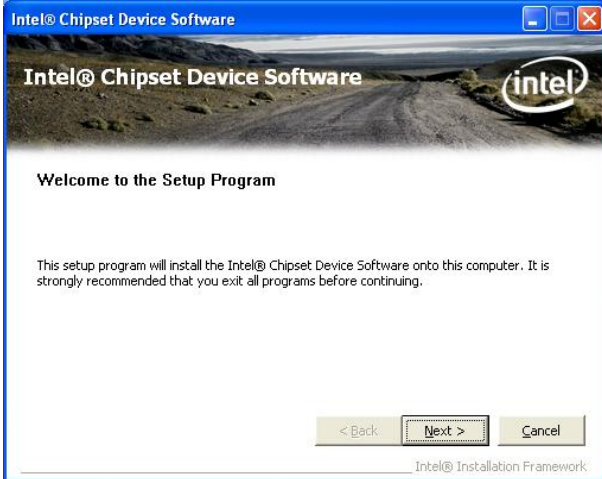 Intel® Chipset Device Software
Intel® Chipset Device Software
intel
Welcome to the Setup Program
This setup program will install the Intel® Chipset Device Software onto this computer. It is
strongly recommended that you exit all programs before continuing.
< Back Next > Cancel
Intel® Installation Framework